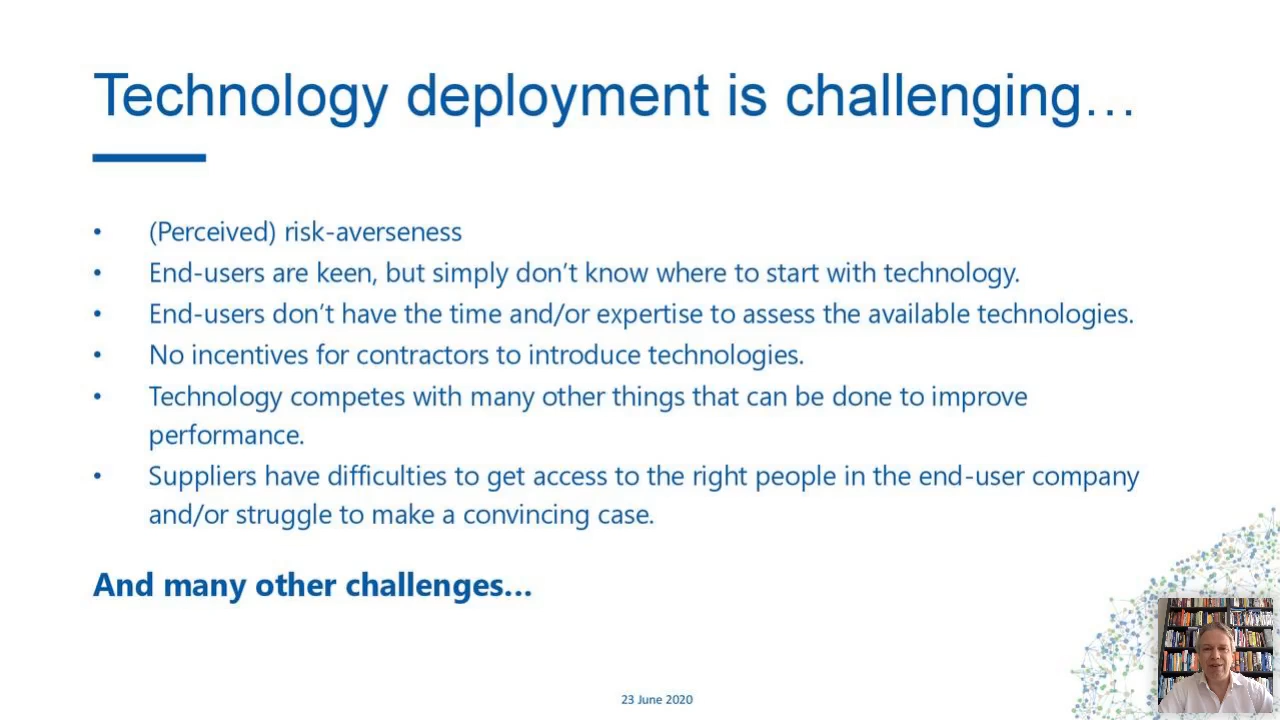 Technology deployment is challenging…
• (Perceived) risk-averseness
• End-users are keen, but simply don’t know where to start with technology.
• End-users don’t have the time and/or expertise to assess the available technologies.
• No incentives for contractors to introduce technologies.
• Technology competes with many other things that can be done to improve
performance.
• Suppliers have difficulties to get access to the right people in the end-user company
and/or struggle to make a convincing case.
And many other challenges…
23 June 2020